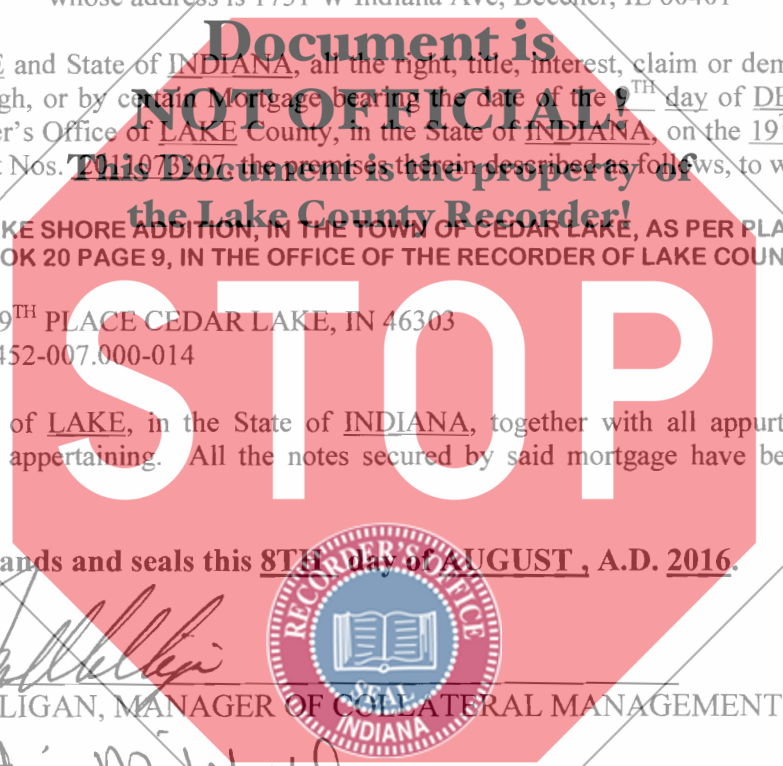 whose address is 1751 W Indiana Ave, Beecher, IL 60401
Document is
and State of INDIANA, all the right, title, interest, claim or dem
NOT OFFICIAL!
gh, or by certain Mortgage bearing the date of the 9TH day of DE
er's Office of LAKE County, in the State of INDIANA, on the 19
This Document is the property of
t Nos. 2011073307, the premises therein described as follows, to w
the Lake County Recorder!
KE SHORE ADDITION, IN THE TOWN OF CEDAR LAKE, AS PER PLA
OK 20 PAGE 9, IN THE OFFICE OF THE RECORDER OF LAKE COUN
STOP
9TH PLACE CEDAR LAKE, IN 46303
452-007.000-014
of LAKE, in the State of INDIANA, together with all appurt
appertaining. All the notes secured by said mortgage have be
ands and seals this 8TH day of AUGUST , A.D. 2016.
RECORDER'S OFFICE
SEAL
INDIANA
LIGAN, MANAGER OF COLLATERAL MANAGEMENT